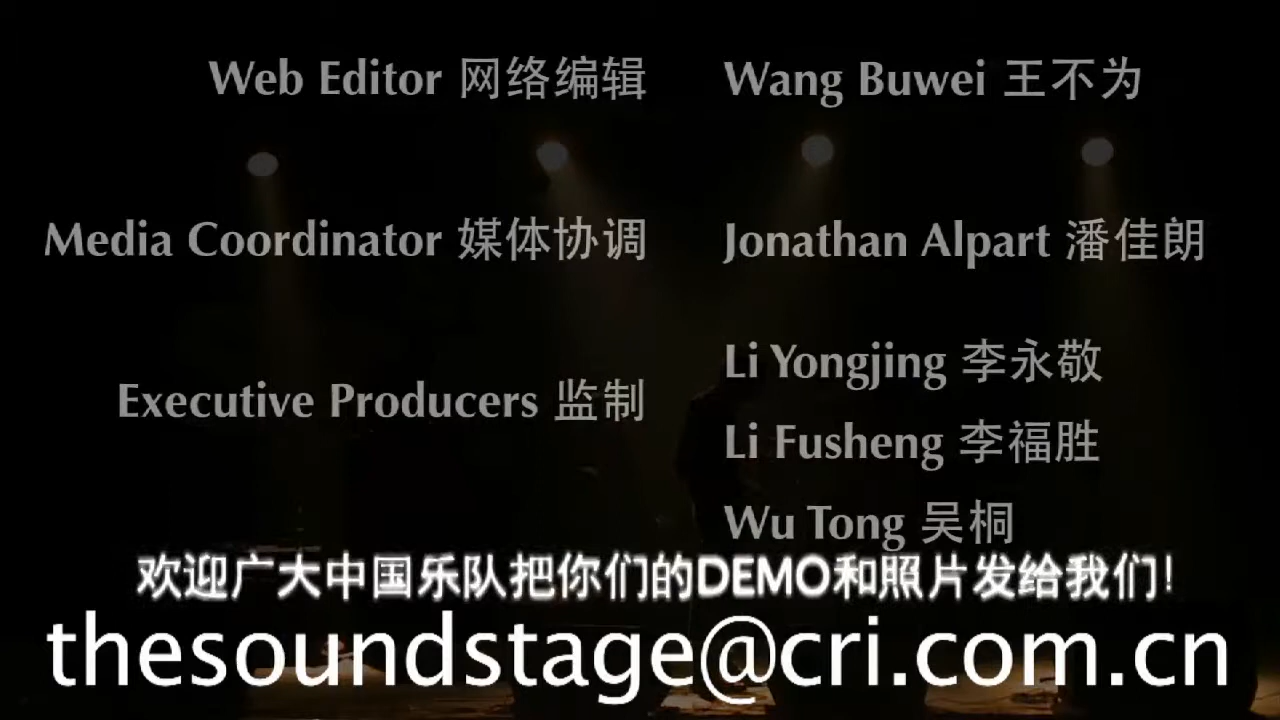 Web Editor 网络编辑 Wang Buwei 王不为
Media Coordinator 媒体协调 Jonathan Alpart 潘佳朗
Executive Producers 监制 Li Yongjing 李永敬
Li Fusheng 李福胜
Wu Tong 吴桐
欢迎广大中国乐队把你们的DEMO和照片发给我们!
thesoundstage@cri.com.cn